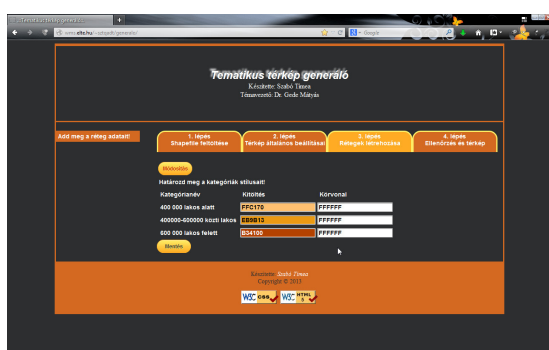 Tematikus térkép generáló
Készítette: Szabó Tímea
Témavezető: Dr. Gede Mátyás
Add meg a réteg adatait!
1. lépés
Shapefile feltöltése
2. lépés
Térkép általános beállításai
3. lépés
Rétegek létrehozása
4. lépés
Ellenőrzés és térkép
Módosítás
Határozd meg a kategóriák stílusait!
Kategórianév Kitöltés Körvonal
400 000 lakos alatt FFC170 FFFFFF
400000-600000 közti lakos EB9B13 FFFFFF
600 000 lakos felett B34100 FFFFFF
Mentés
Készítette: Szabó Tímea
Copyright © 2013
W3C css W3C HTML